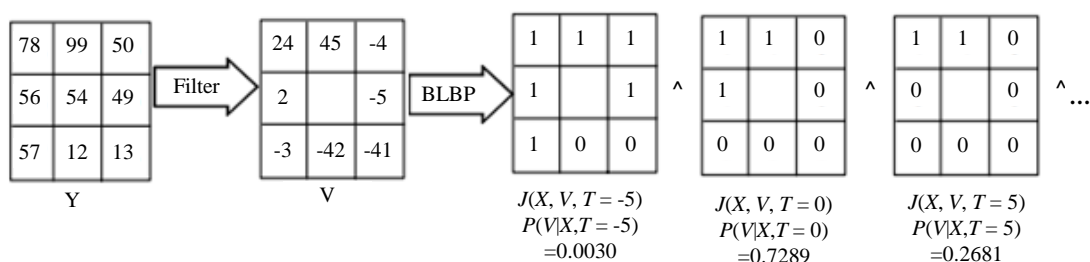 78 99 50
56 54 49
57 12 13
Y
Filter
24 45 -4
2 -5
-3 -42 -41
V
BLBP
1 1 1
1 1
1 0 0
J(X, V, T = -5)
P(V|X,T = -5)
=0.0030
^
1 1 0
1 0
0 0 0
J(X, V, T = 0)
P(V|X,T = 0)
=0.7289
^
1 1 0
0 0
0 0 0
J(X, V, T = 5)
P(V|X,T = 5)
=0.2681
^...